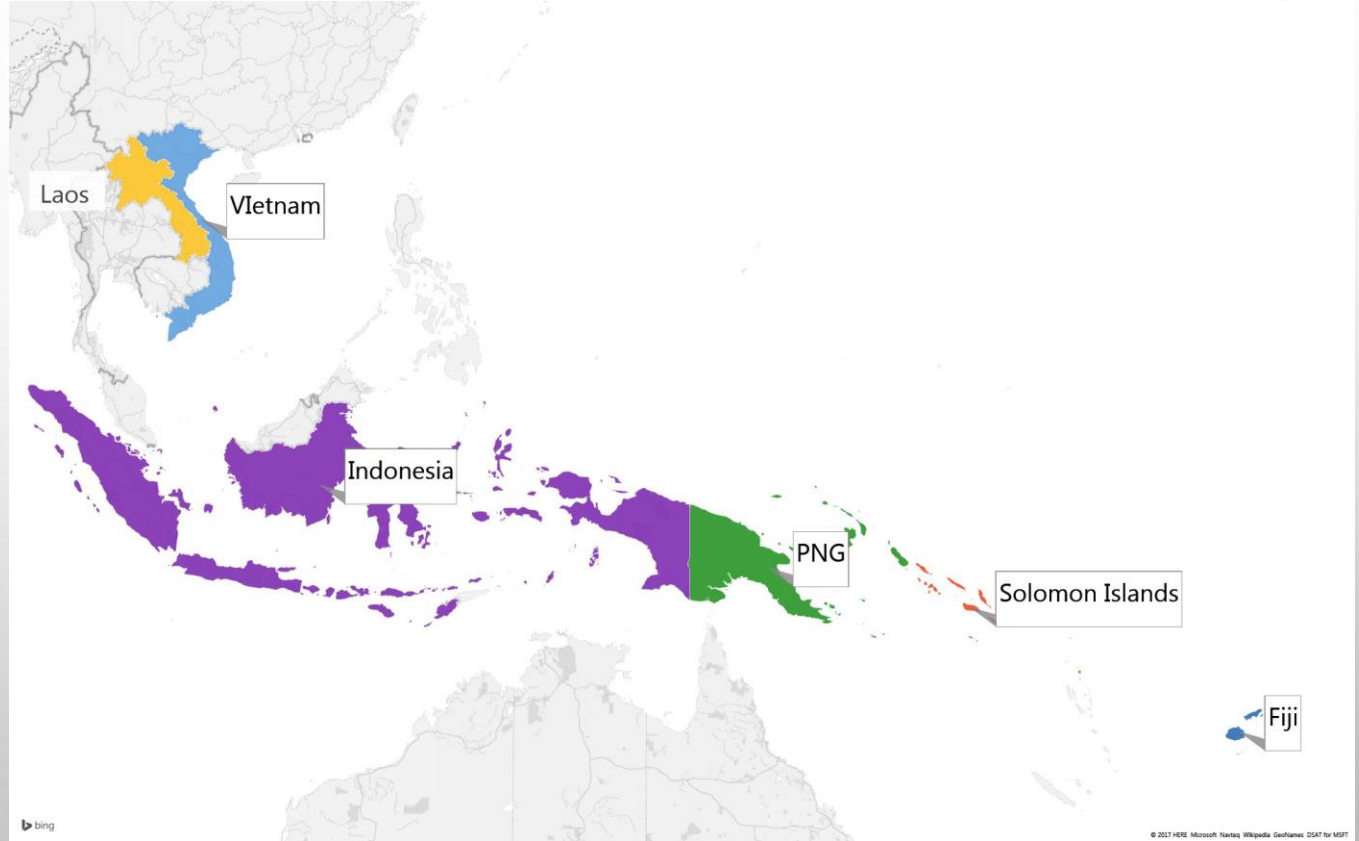 Laos
VIetnam
Indonesia
PNG
Solomon Islands
Fiji
bing
© 2017 HERE Microsoft Navteq Wikipedia GeoNames DSAT for MSFT